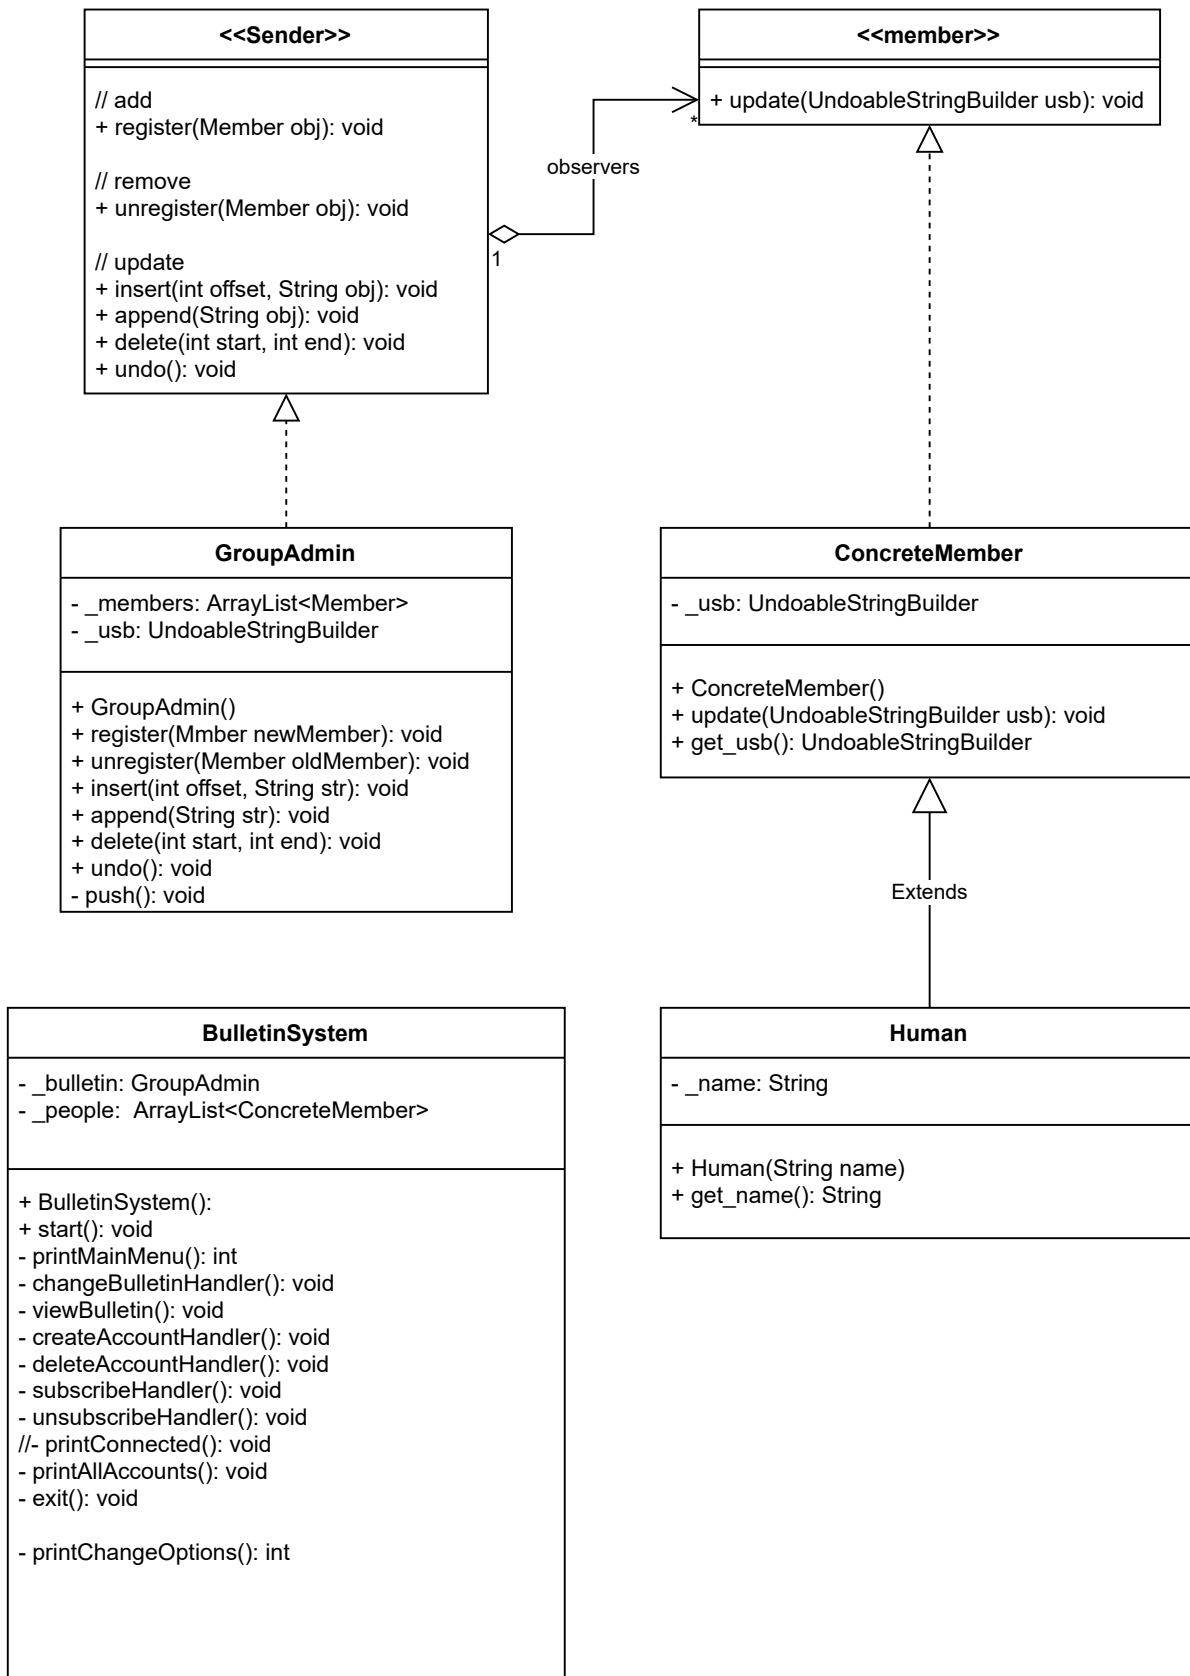 <<Sender>>
// add
+ register(Member obj): void
// remove
+ unregister(Member obj): void
// update
+ insert(int offset, String obj): void
+ append(String obj): void
+ delete(int start, int end): void
+ undo(): void
1
observers
*
<<member>>
+ update(UndoableStringBuilder usb): void
GroupAdmin
- _members: ArrayList<Member>
- _usb: UndoableStringBuilder
+ GroupAdmin()
+ register(Mmber newMember): void
+ unregister(Member oldMember): void
+ insert(int offset, String str): void
+ append(String str): void
+ delete(int start, int end): void
+ undo(): void
- push(): void
ConcreteMember
- _usb: UndoableStringBuilder
+ ConcreteMember()
+ update(UndoableStringBuilder usb): void
+ get_usb(): UndoableStringBuilder
Extends
BulletinSystem
- _bulletin: GroupAdmin
- _people:  ArrayList<ConcreteMember>
+ BulletinSystem():
+ start(): void
- printMainMenu(): int
- changeBulletinHandler(): void
- viewBulletin(): void
- createAccountHandler(): void
- deleteAccountHandler(): void
- subscribeHandler(): void
- unsubscribeHandler(): void
//- printConnected(): void
- printAllAccounts(): void
- exit(): void
- printChangeOptions(): int
Human
- _name: String
+ Human(String name)
+ get_name(): String